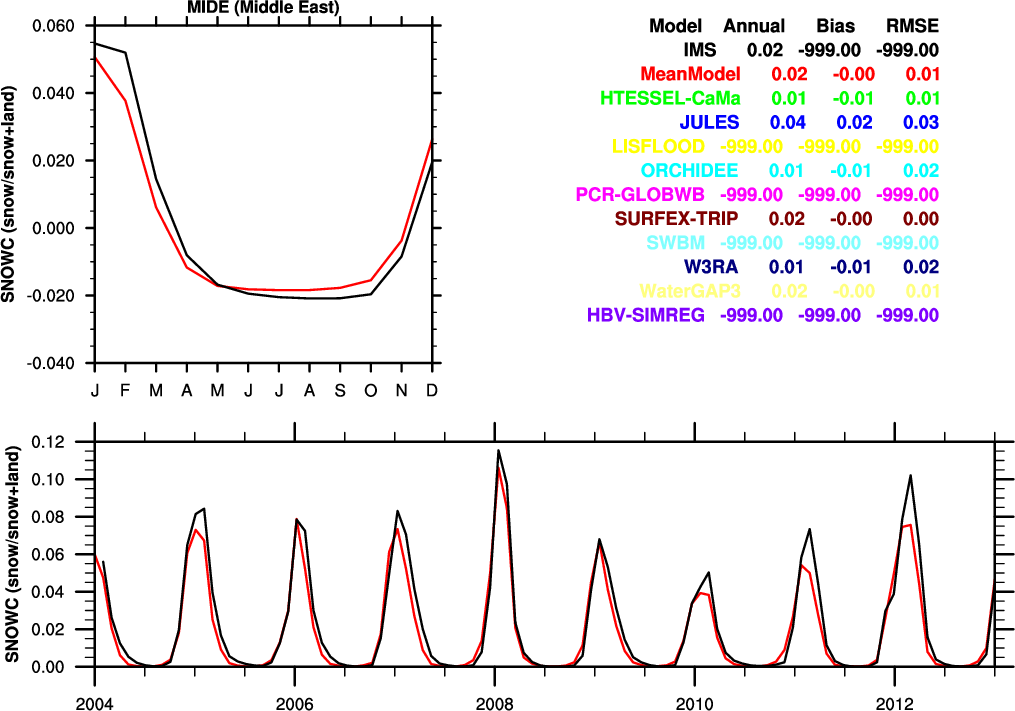 MIDE (Middle East)
0.060
0.040
0.020
0.000
-0.020
-0.040
SNOWC (snow/snow+land)
J F M A M J J A S O N D
Model Annual Bias RMSE
IMS 0.02 -999.00 -999.00
MeanModel 0.02 -0.00 0.01
HTESSEL-CaMa 0.01 -0.01 0.01
JULES 0.04 0.02 0.03
LISFLOOD -999.00 -999.00 -999.00
ORCHIDEE 0.01 -0.01 0.02
PCR-GLOBWB -999.00 -999.00 -999.00
SURFEX-TRIP 0.02 -0.00 0.00
SWBM -999.00 -999.00 -999.00
W3RA 0.01 -0.01 0.02
WaterGAP3 0.02 -0.00 0.01
HBV-SIMREG -999.00 -999.00 -999.00
0.12
0.10
0.08
0.06
0.04
0.02
0.00
SNOWC (snow/snow+land)
2004 2006 2008 2010 2012